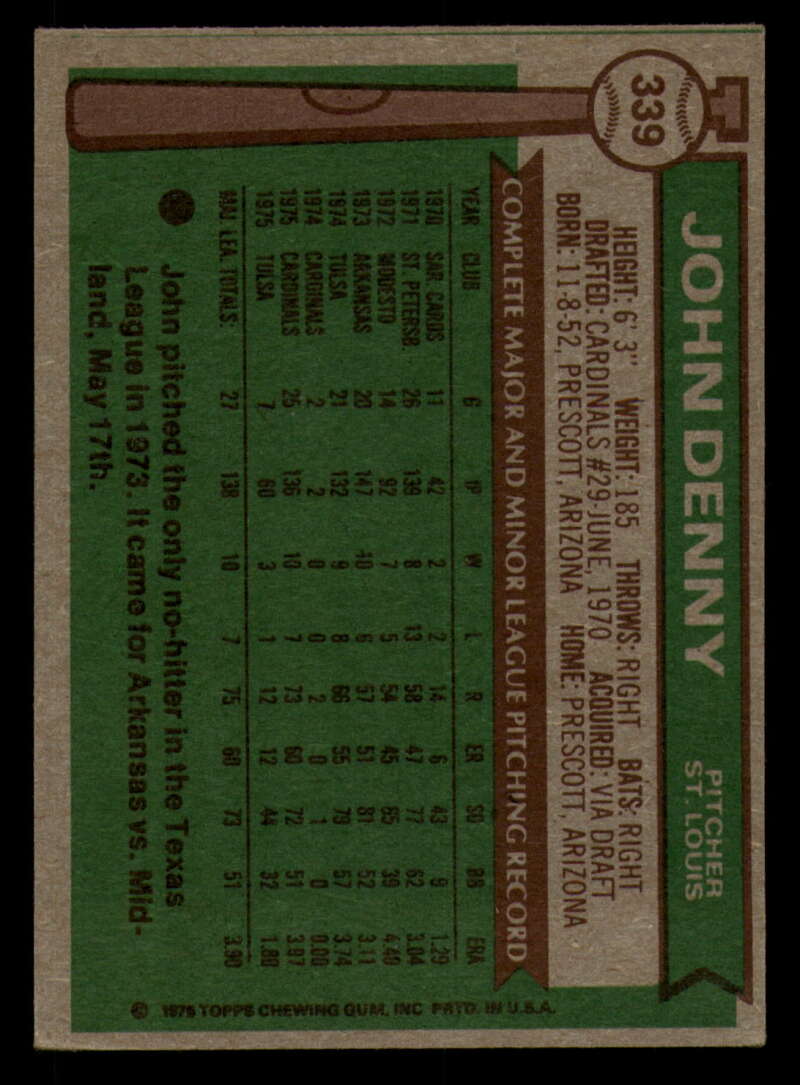 339
JOHN DENNY
PITCHER
ST. LOUIS
HEIGHT: 6' 3" WEIGHT: 185 THROWS: RIGHT BATS: RIGHT
DRAFTED: CARDINALS #29-JUNE, 1970 ACQUIRED: VIA DRAFT
BORN: 11-8-52, PRESCOTT, ARIZONA HOME: PRESCOTT, ARIZONA
COMPLETE MAJOR AND MINOR LEAGUE PITCHING RECORD
YEAR CLUB G IP W L R ER SO BB ERA
1970 SAR. CARDS 11 42 2 2 14 6 43 9 1.29
1971 ST. PETERSB. 26 139 8 13 58 47 77 62 3.04
1972 MODESTO 14 92 7 5 54 45 85 39 4.40
1973 ARKANSAS 20 147 10 6 57 51 81 52 3.11
1974 TULSA 21 132 9 8 66 55 79 57 3.74
1974 CARDINALS 2 2 0 0 2 0 1 0 0.00
1975 CARDINALS 25 136 10 7 73 60 72 51 3.97
1975 TULSA 7 60 3 1 12 12 44 32 1.80
MAJ. LEA. TOTALS: 27 138 10 7 75 60 73 51 3.90
John pitched the only no-hitter in the Texas
League in 1973. It came for Arkansas vs. Mid-
land, May 17th.
© 1976 TOPPS CHEWING GUM, INC PRTD. IN U.S.A.